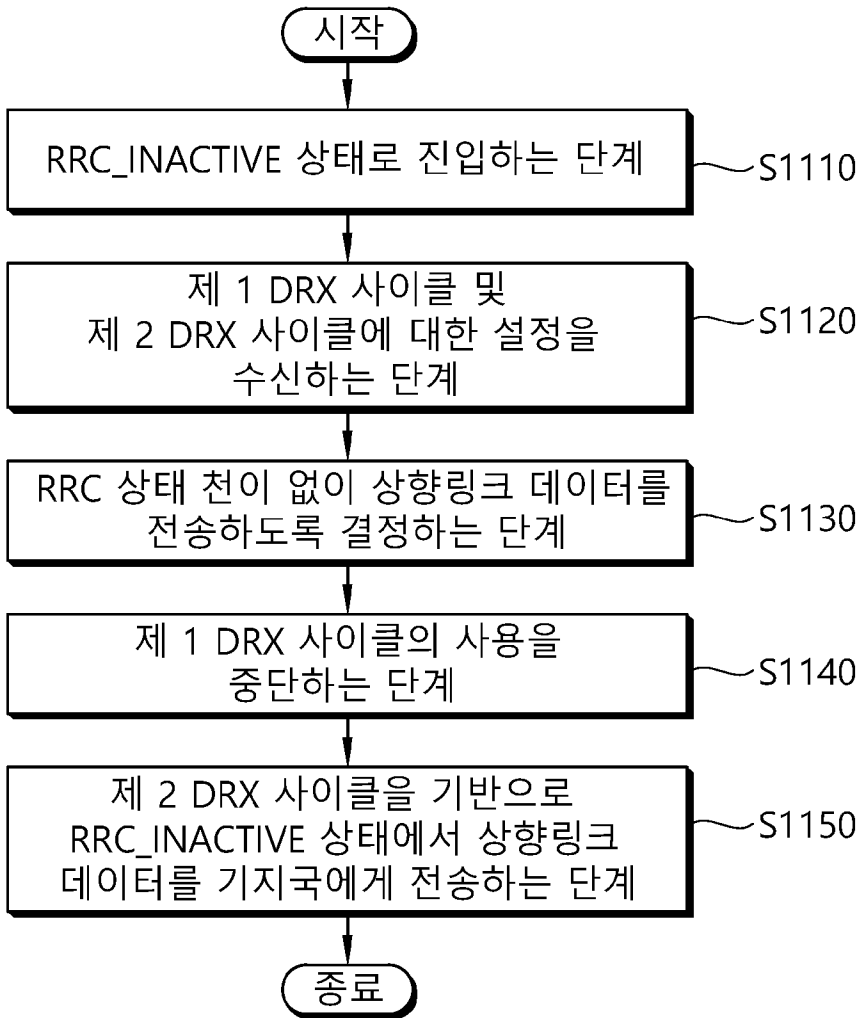 시작
RRC_INACTIVE 상태로 진입하는 단계
S1110
제 1 DRX 사이클 및
제 2 DRX 사이클에 대한 설정을
수신하는 단계
S1120
RRC 상태 천이 없이 상향링크 데이터를
전송하도록 결정하는 단계
S1130
제 1 DRX 사이클의 사용을
중단하는 단계
S1140
제 2 DRX 사이클을 기반으로
RRC_INACTIVE 상태에서 상향링크
데이터를 기지국에게 전송하는 단계
S1150
종료